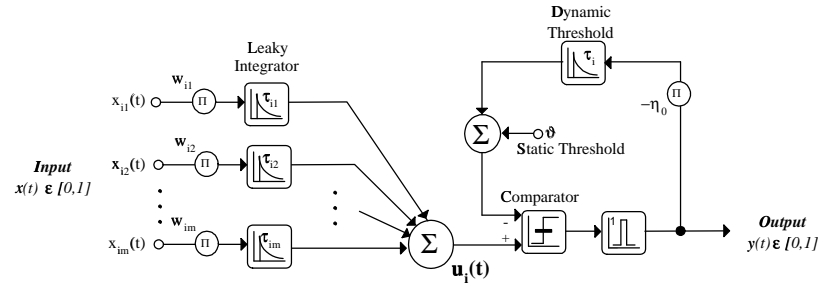 Dynamic
Threshold
Leaky
Integrator
τi
wi1
xi1(t)
Π
τi1
Π
−η0
Σ
ϑ
Static Threshold
Input
x(t) ε [0,1]
wi2
xi2(t)
Π
τi2
Comparator
wim
xim(t)
Π
τim
Σ
-
+
1
ui(t)
Output
y(t) ε [0,1]